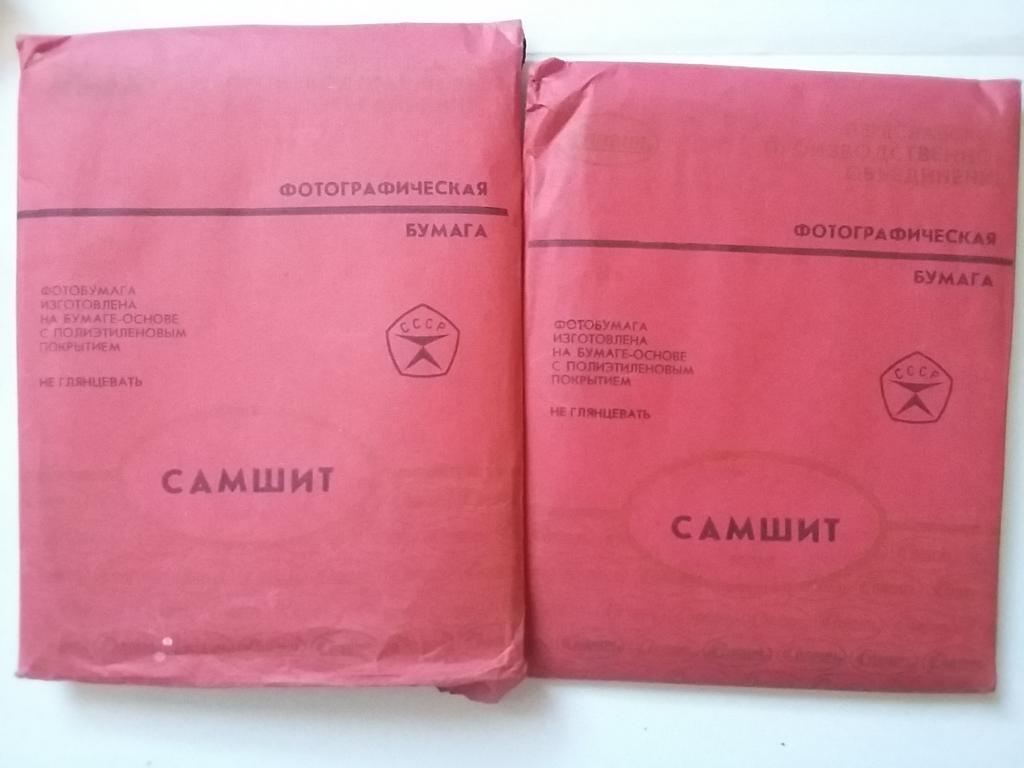 ФОТОГРАФИЧЕСКАЯ
БУМАГА
ФОТОБУМАГА
ИЗГОТОВЛЕНА
НА БУМАГЕ-ОСНОВЕ
С ПОЛИЭТИЛЕНОВЫМ
ПОКРЫТИЕМ
НЕ ГЛЯНЦЕВАТЬ
СССР
САМШИТ
ФОТОГРАФИЧЕСКАЯ
БУМАГА
ФОТОБУМАГА
ИЗГОТОВЛЕНА
НА БУМАГЕ-ОСНОВЕ
С ПОЛИЭТИЛЕНОВЫМ
ПОКРЫТИЕМ
НЕ ГЛЯНЦЕВАТЬ
СССР
САМШИТ